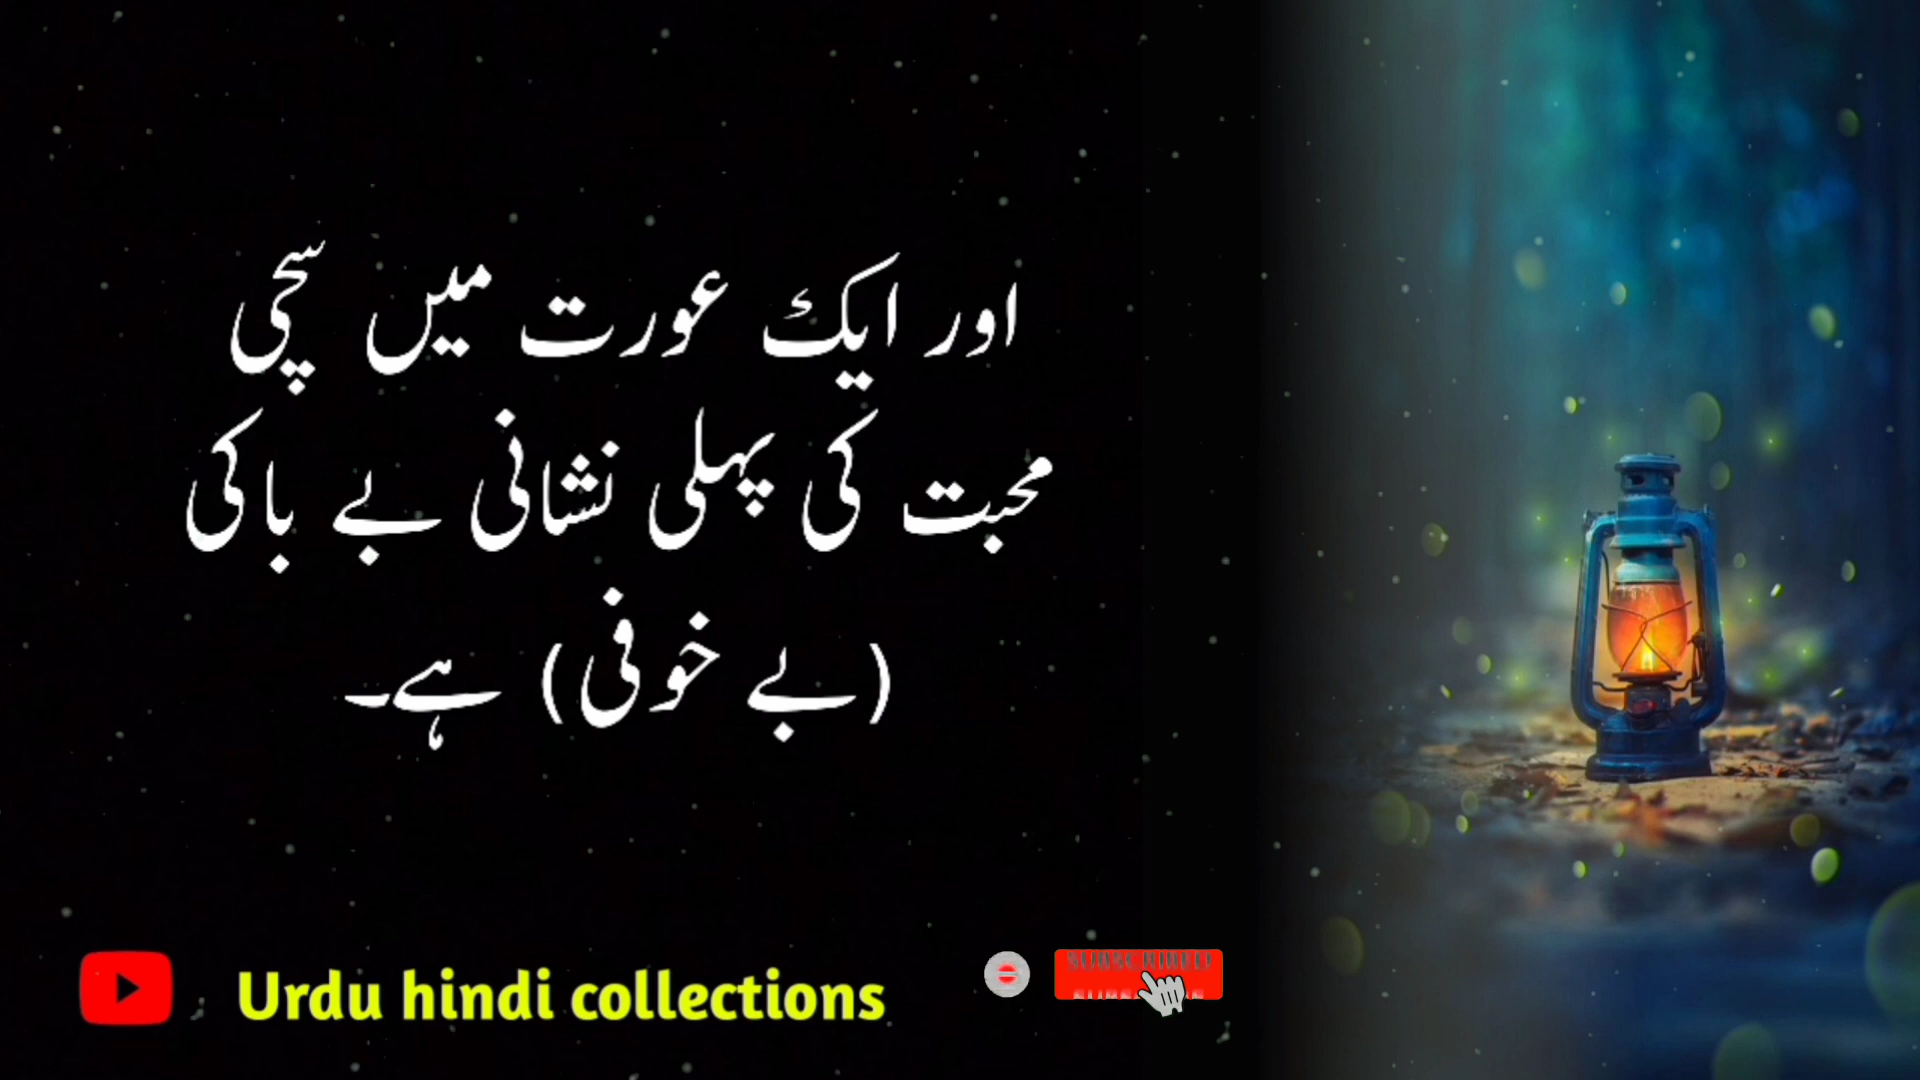 اور ایک عورت میں سچی
محبت کی پہلی نشانی بے باکی
(بے خوفی) ہے۔
Urdu hindi collections